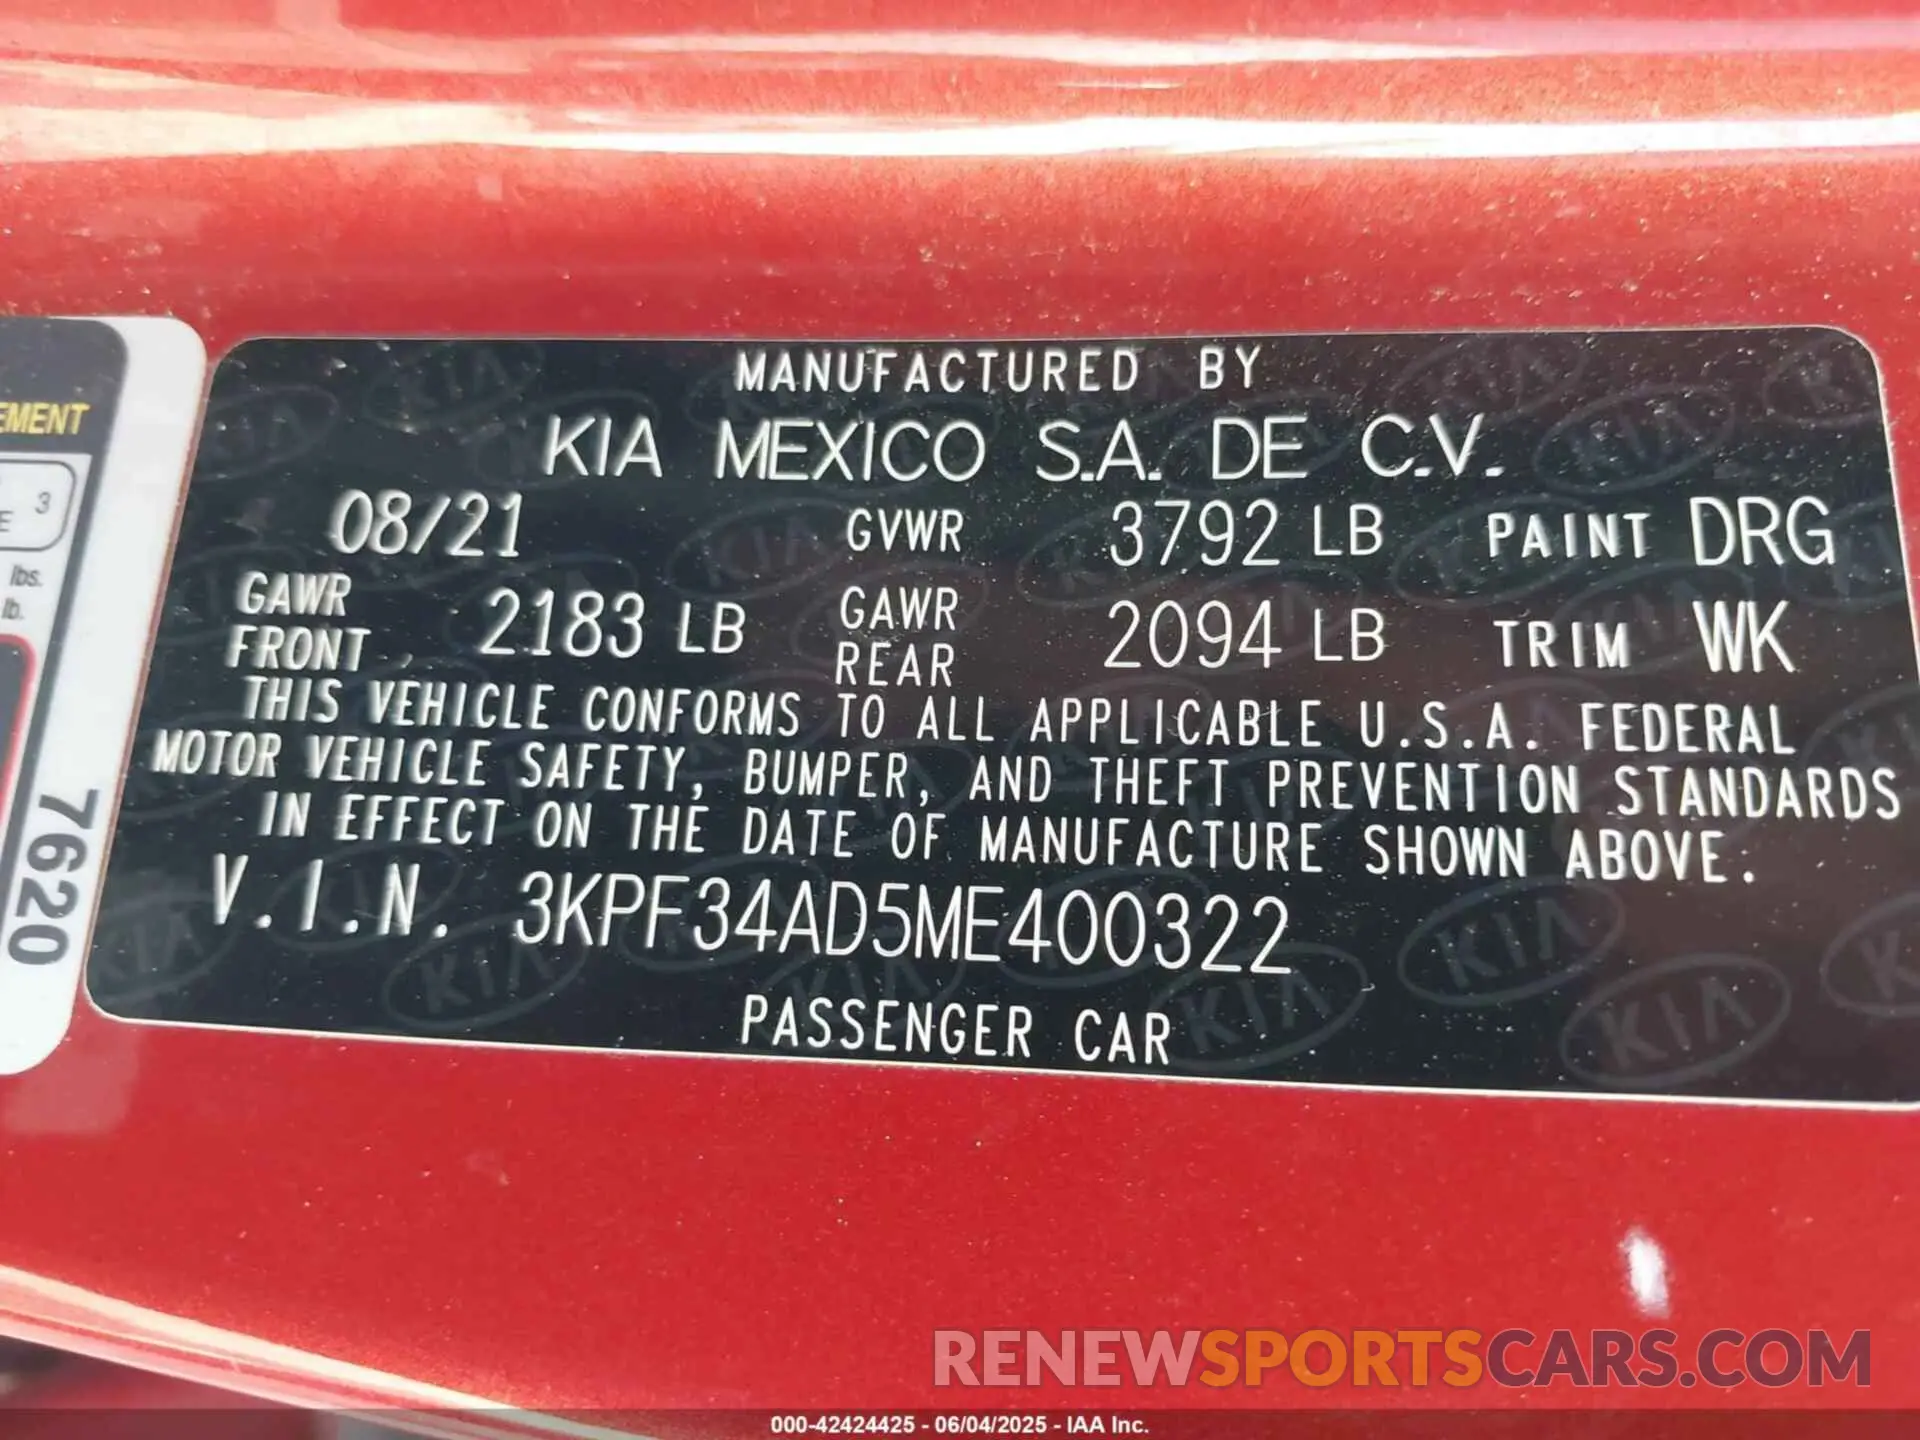 MANUFACTURED BY
KIA MEXICO S.A. DE C.V.
08/21 GVWR 3792 LB PAINT DRG
GAWR FRONT 2183 LB GAWR REAR 2094 LB TRIM WK
THIS VEHICLE CONFORMS TO ALL APPLICABLE U.S.A. FEDERAL
MOTOR VEHICLE SAFETY, BUMPER, AND THEFT PREVENTION STANDARDS
IN EFFECT ON THE DATE OF MANUFACTURE SHOWN ABOVE.
V.I.N. 3KPF34AD5ME400322
PASSENGER CAR
EMENT
3
E
lbs.
lb.
7620
RENEWSPORTSCARS.COM
000-42424425 - 06/04/2025 - IAA Inc.